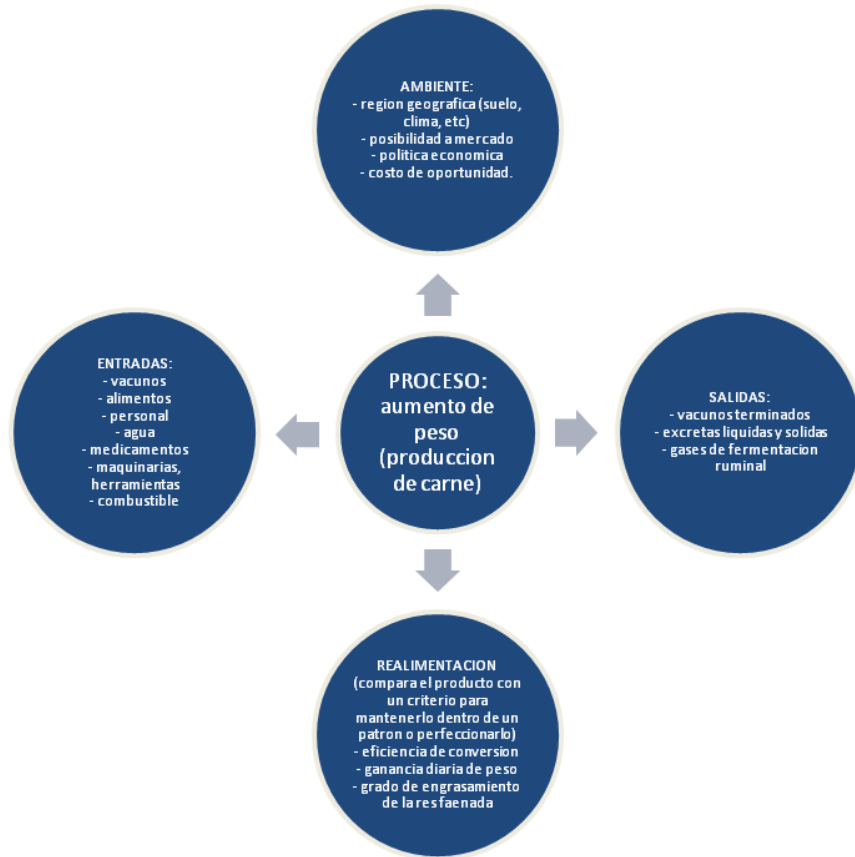 AMBIENTE:
- region geografica (suelo,
clima, etc)
- posibilidad a mercado
- politica economica
- costo de oportunidad.
ENTRADAS:
- vacunos
- alimentos
- personal
- agua
- medicamentos
- maquinarias,
herramientas
- combustible
PROCESO:
aumento de
peso
(produccion
de carne)
SALIDAS:
- vacunos terminados
- excretas liquidas y solidas
- gases de fermentacion
ruminal
REALIMENTACION
(compara el producto con
un criterio para
mantenerlo dentro de un
patron o perfeccionarlo)
- eficiencia de conversion
- ganancia diaria de peso
- grado de engrasamiento
de la res faenada